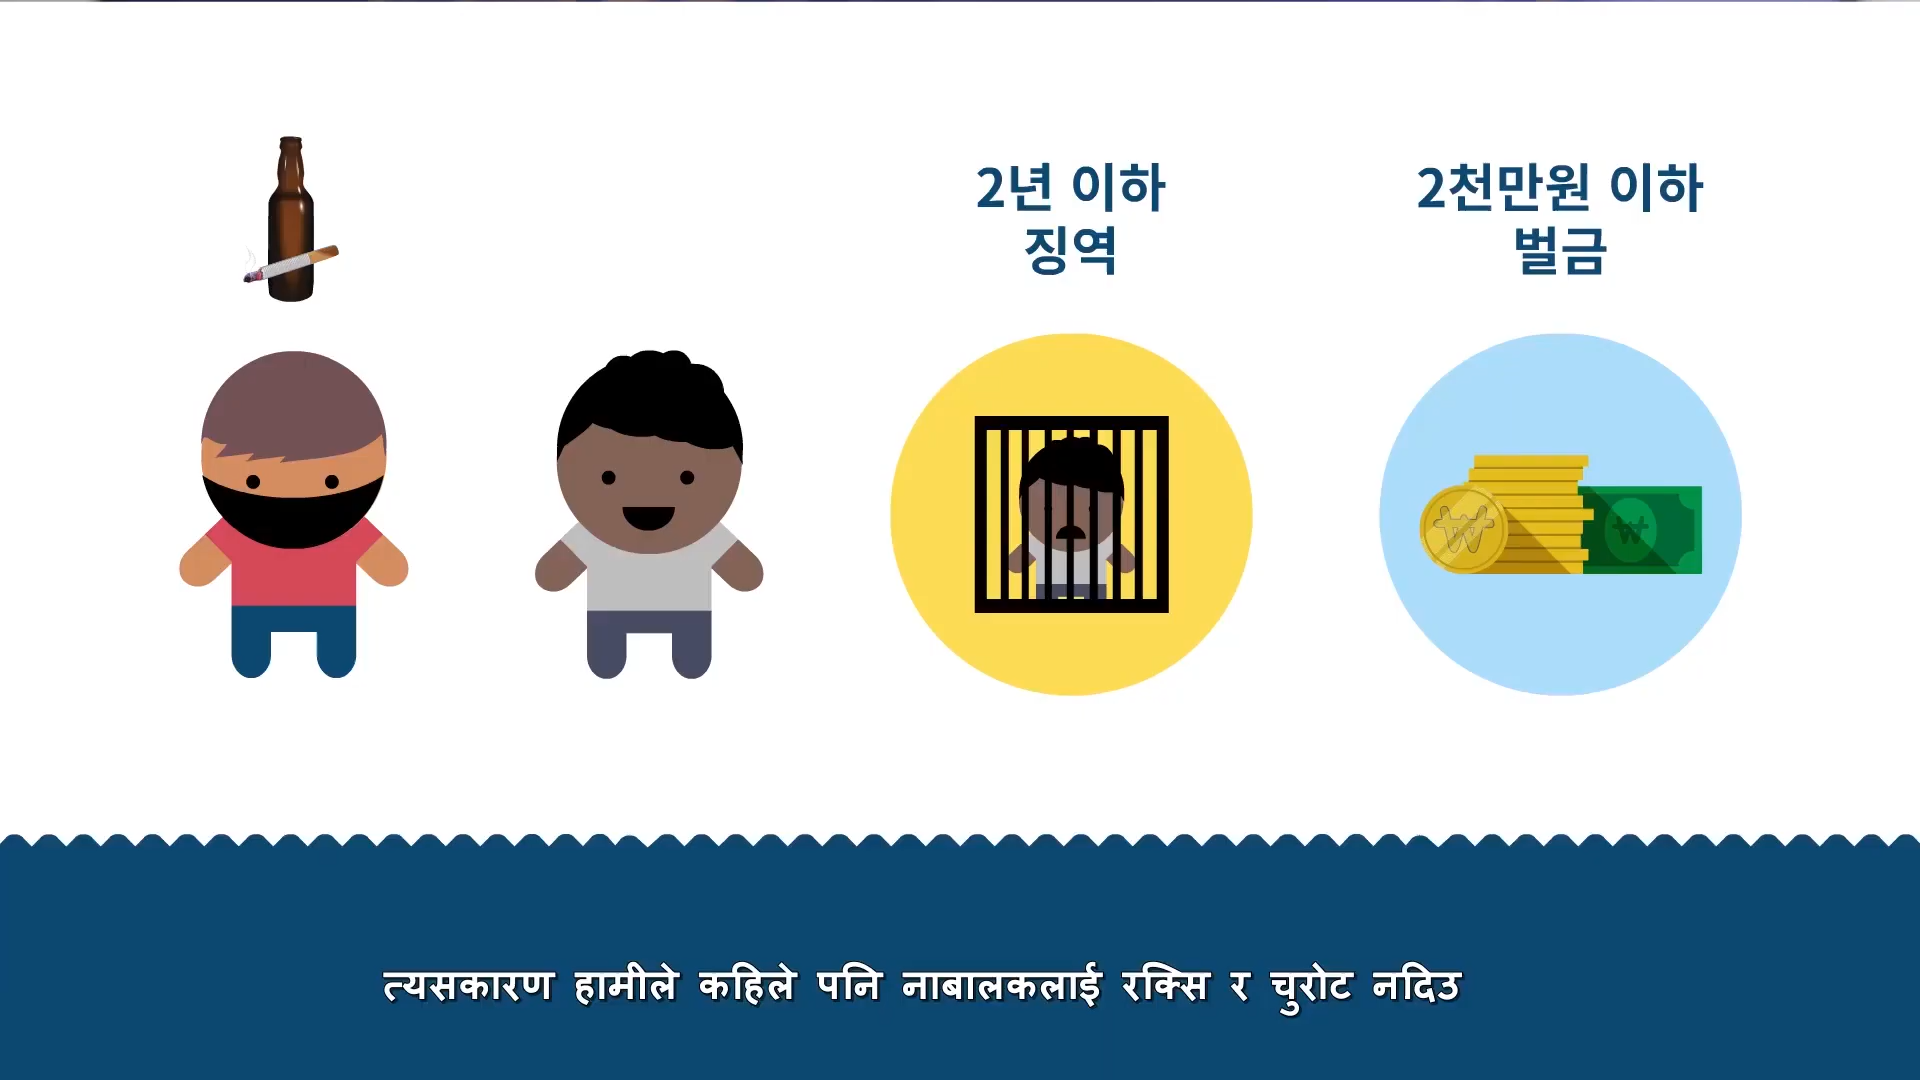 2년 이하
징역
2천만원 이하
벌금
त्यसकारण हामीले कहिले पनि नाबालकलाई रक्सि र चुरोट नदिउ